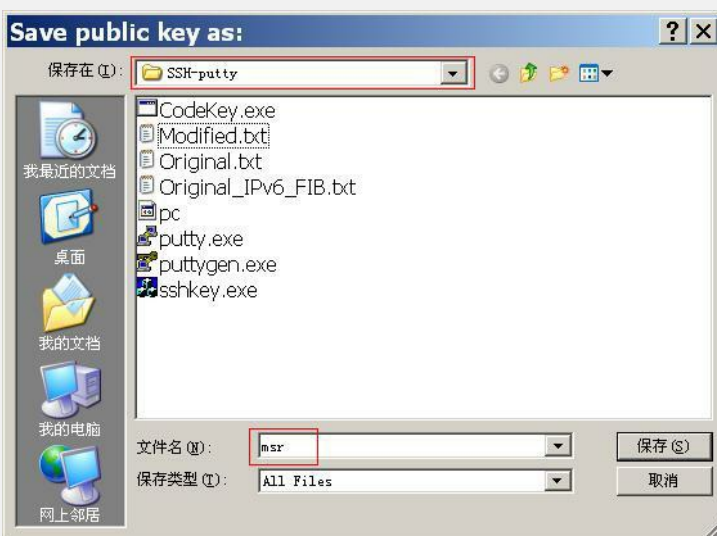 Save public key as:
保存在(I):
SSH-putty
CodeKey.exe
Modified.txt
Original.txt
Original_IPv6_FIB.txt
pc
putty.exe
puttygen.exe
sshkey.exe
我最近的文档
桌面
我的文档
我的电脑
网上邻居
文件名(N):
msr
保存(S)
保存类型(T):
All Files
取消